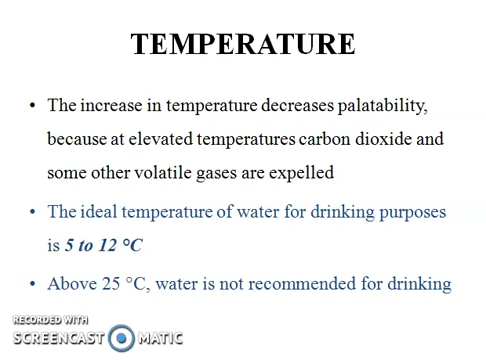 TEMPERATURE
• The increase in temperature decreases palatability,
because at elevated temperatures carbon dioxide and
some other volatile gases are expelled
• The ideal temperature of water for drinking purposes
is 5 to 12 °C
• Above 25 °C, water is not recommended for drinking
RECORDED WITH
SCREENCAST MATIC